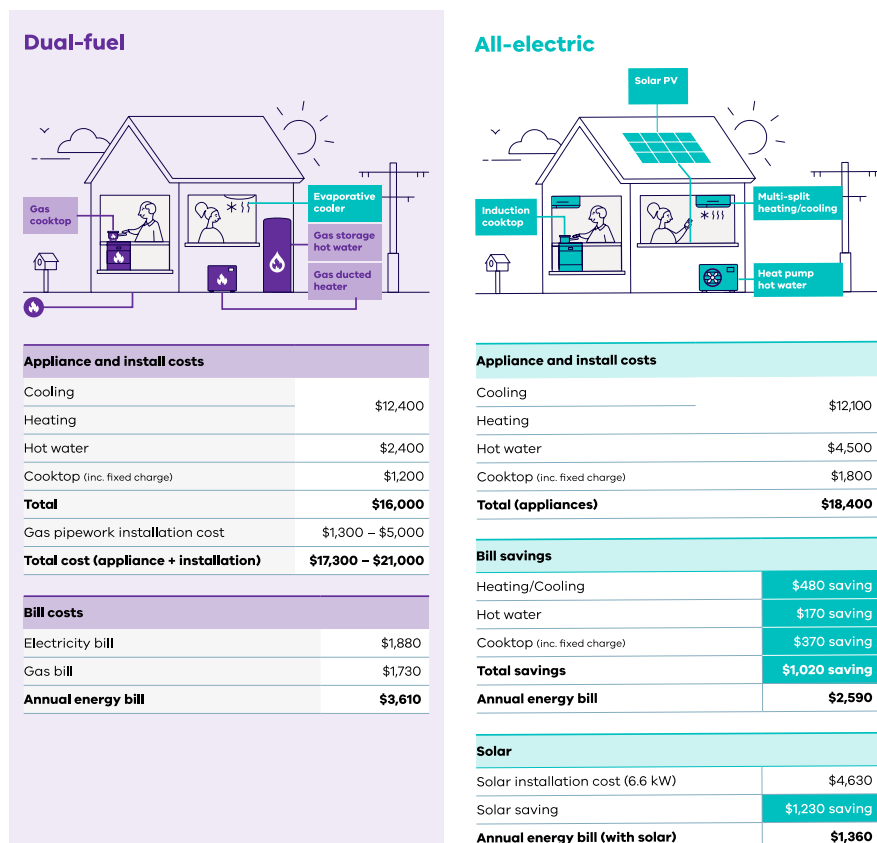 Dual-fuel
Gas
cooktop
Evaporative
cooler
Gas storage
hot water
Gas ducted
heater
Appliance and install costs
Cooling
Heating
$12,400
Hot water $2,400
Cooktop (inc. fixed charge) $1,200
Total $16,000
Gas pipework installation cost $1,300 – $5,000
Total cost (appliance + installation) $17,300 – $21,000
Bill costs
Electricity bill $1,880
Gas bill $1,730
Annual energy bill $3,610
All-electric
Solar PV
Induction
cooktop
Multi-split
heating/cooling
Heat pump
hot water
Appliance and install costs
Cooling
Heating
$12,100
Hot water $4,500
Cooktop (inc. fixed charge) $1,800
Total (appliances) $18,400
Bill savings
Heating/Cooling $480 saving
Hot water $170 saving
Cooktop (inc. fixed charge) $370 saving
Total savings $1,020 saving
Annual energy bill $2,590
Solar
Solar installation cost (6.6 kW) $4,630
Solar saving $1,230 saving
Annual energy bill (with solar) $1,360